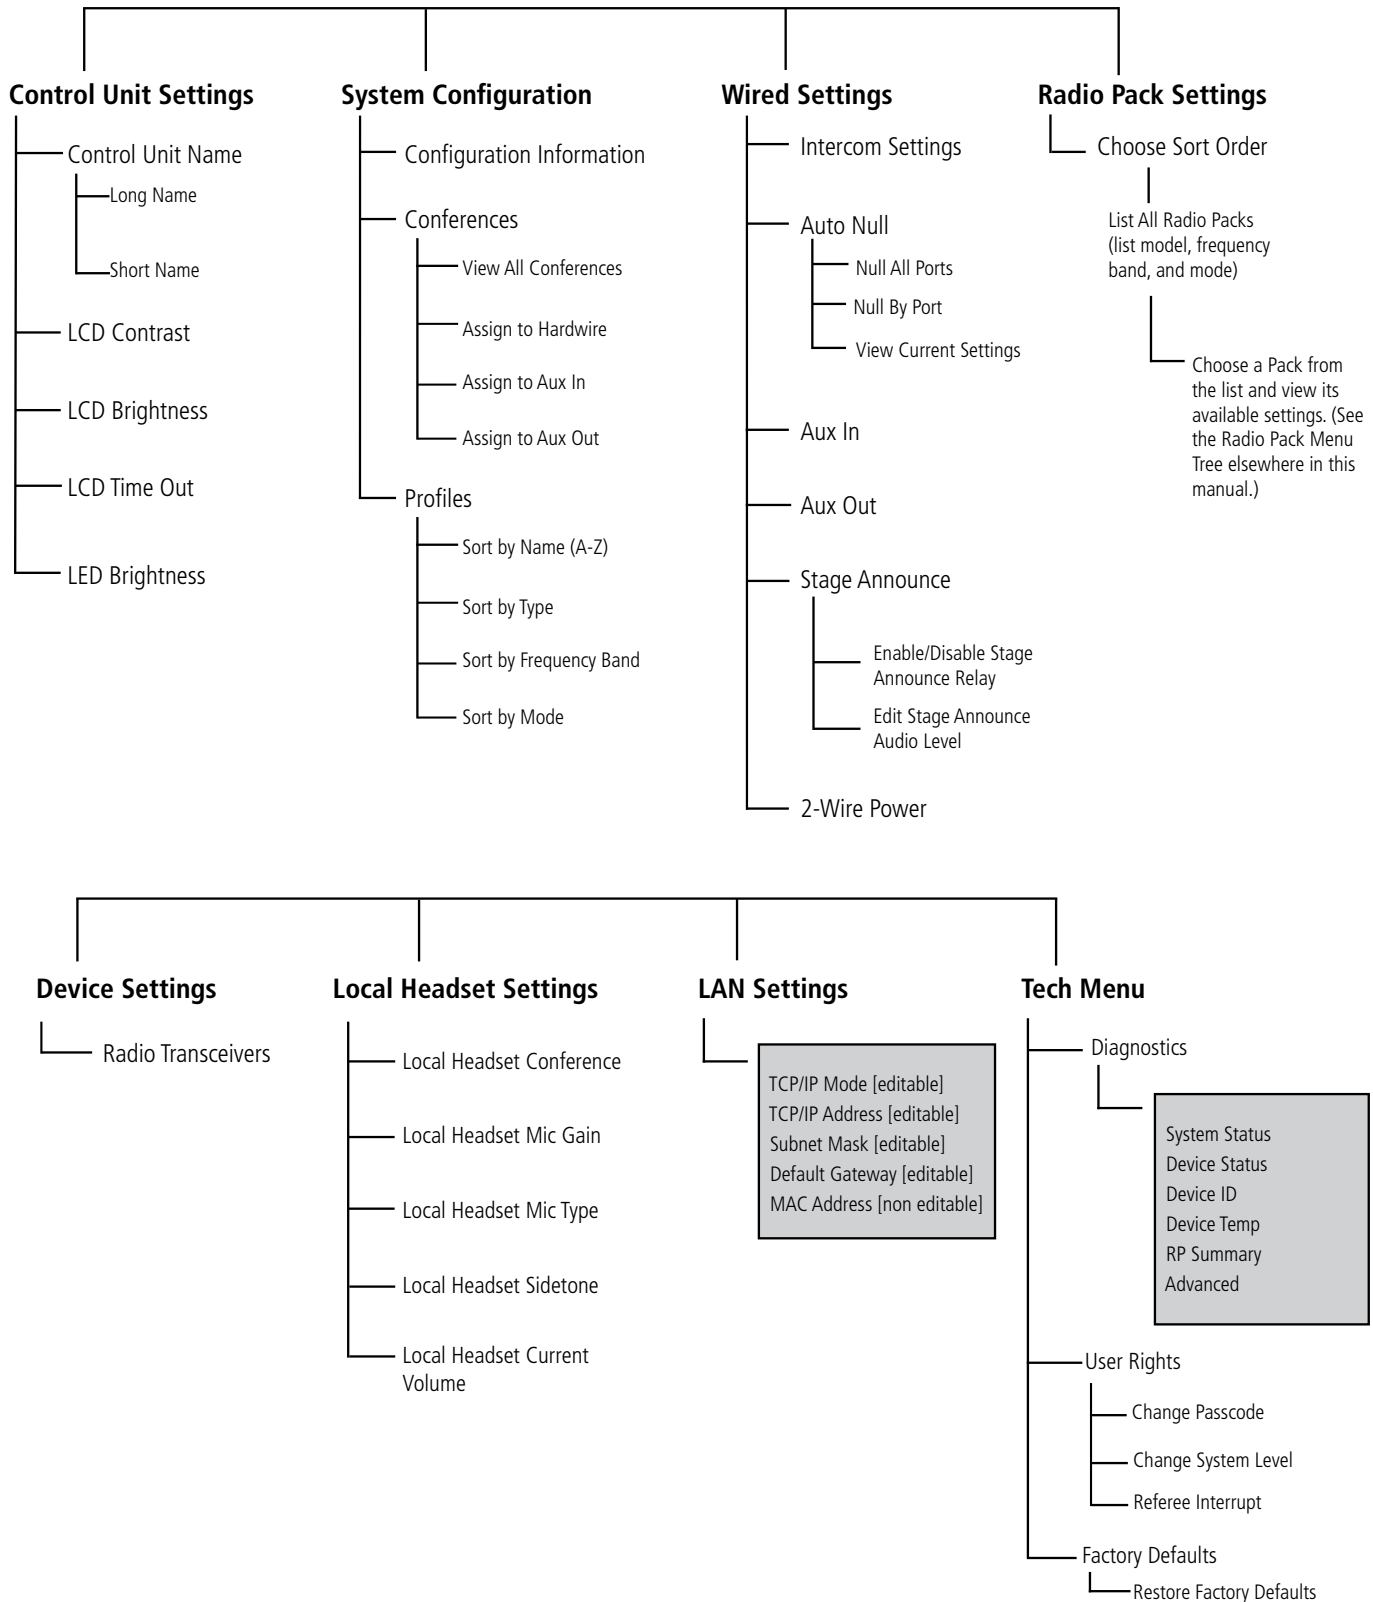 Control Unit Settings
Control Unit Name
Long Name
Short Name
LCD Contrast
LCD Brightness
LCD Time Out
LED Brightness
System Configuration
Configuration Information
Conferences
View All Conferences
Assign to Hardwire
Assign to Aux In
Assign to Aux Out
Profiles
Sort by Name (A-Z)
Sort by Type
Sort by Frequency Band
Sort by Mode
Wired Settings
Intercom Settings
Auto Null
Null All Ports
Null By Port
View Current Settings
Aux In
Aux Out
Stage Announce
Enable/Disable Stage
Announce Relay
Edit Stage Announce
Audio Level
2-Wire Power
Radio Pack Settings
Choose Sort Order
List All Radio Packs
(list model, frequency
band, and mode)
Choose a Pack from
the list and view its
available settings. (See
the Radio Pack Menu
Tree elsewhere in this
manual.)
Device Settings
Radio Transceivers
Local Headset Settings
Local Headset Conference
Local Headset Mic Gain
Local Headset Mic Type
Local Headset Sidetone
Local Headset Current
Volume
LAN Settings
TCP/IP Mode [editable]
TCP/IP Address [editable]
Subnet Mask [editable]
Default Gateway [editable]
MAC Address [non editable]
Tech Menu
Diagnostics
System Status
Device Status
Device ID
Device Temp
RP Summary
Advanced
User Rights
Change Passcode
Change System Level
Referee Interrupt
Factory Defaults
Restore Factory Defaults